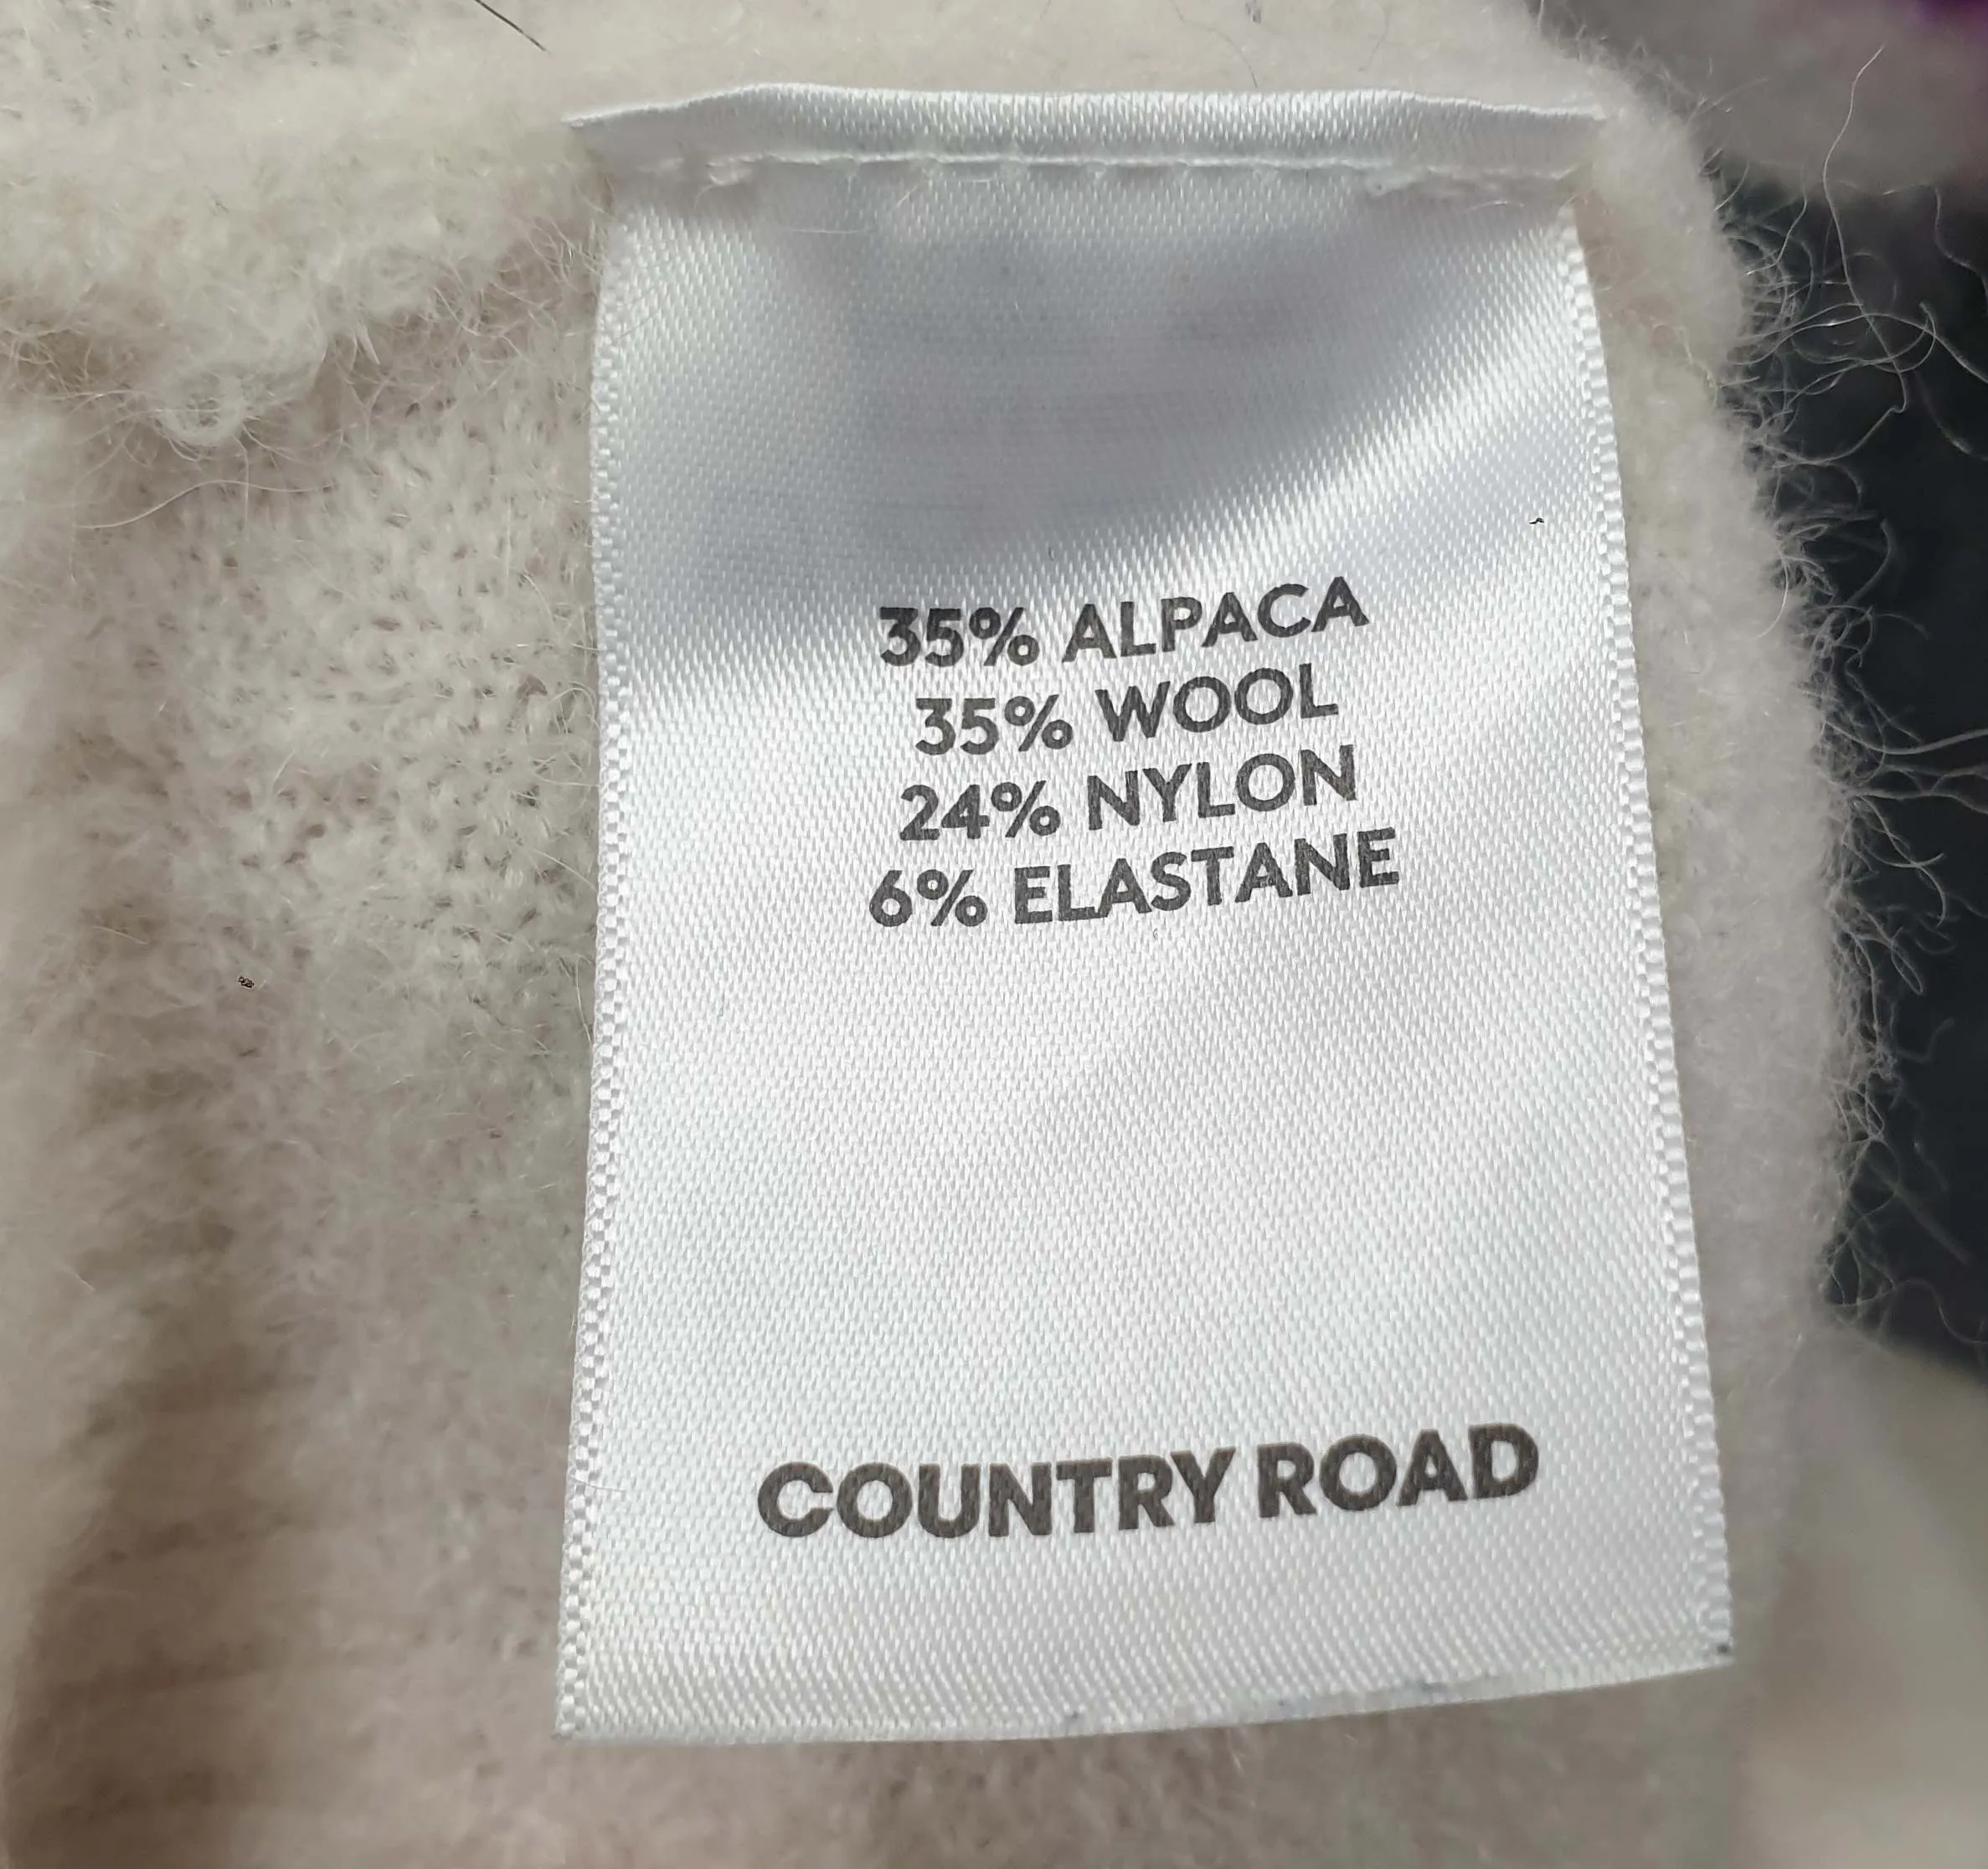 35% ALPACA
35% WOOL
24% NYLON
6% ELASTANE
COUNTRY ROAD